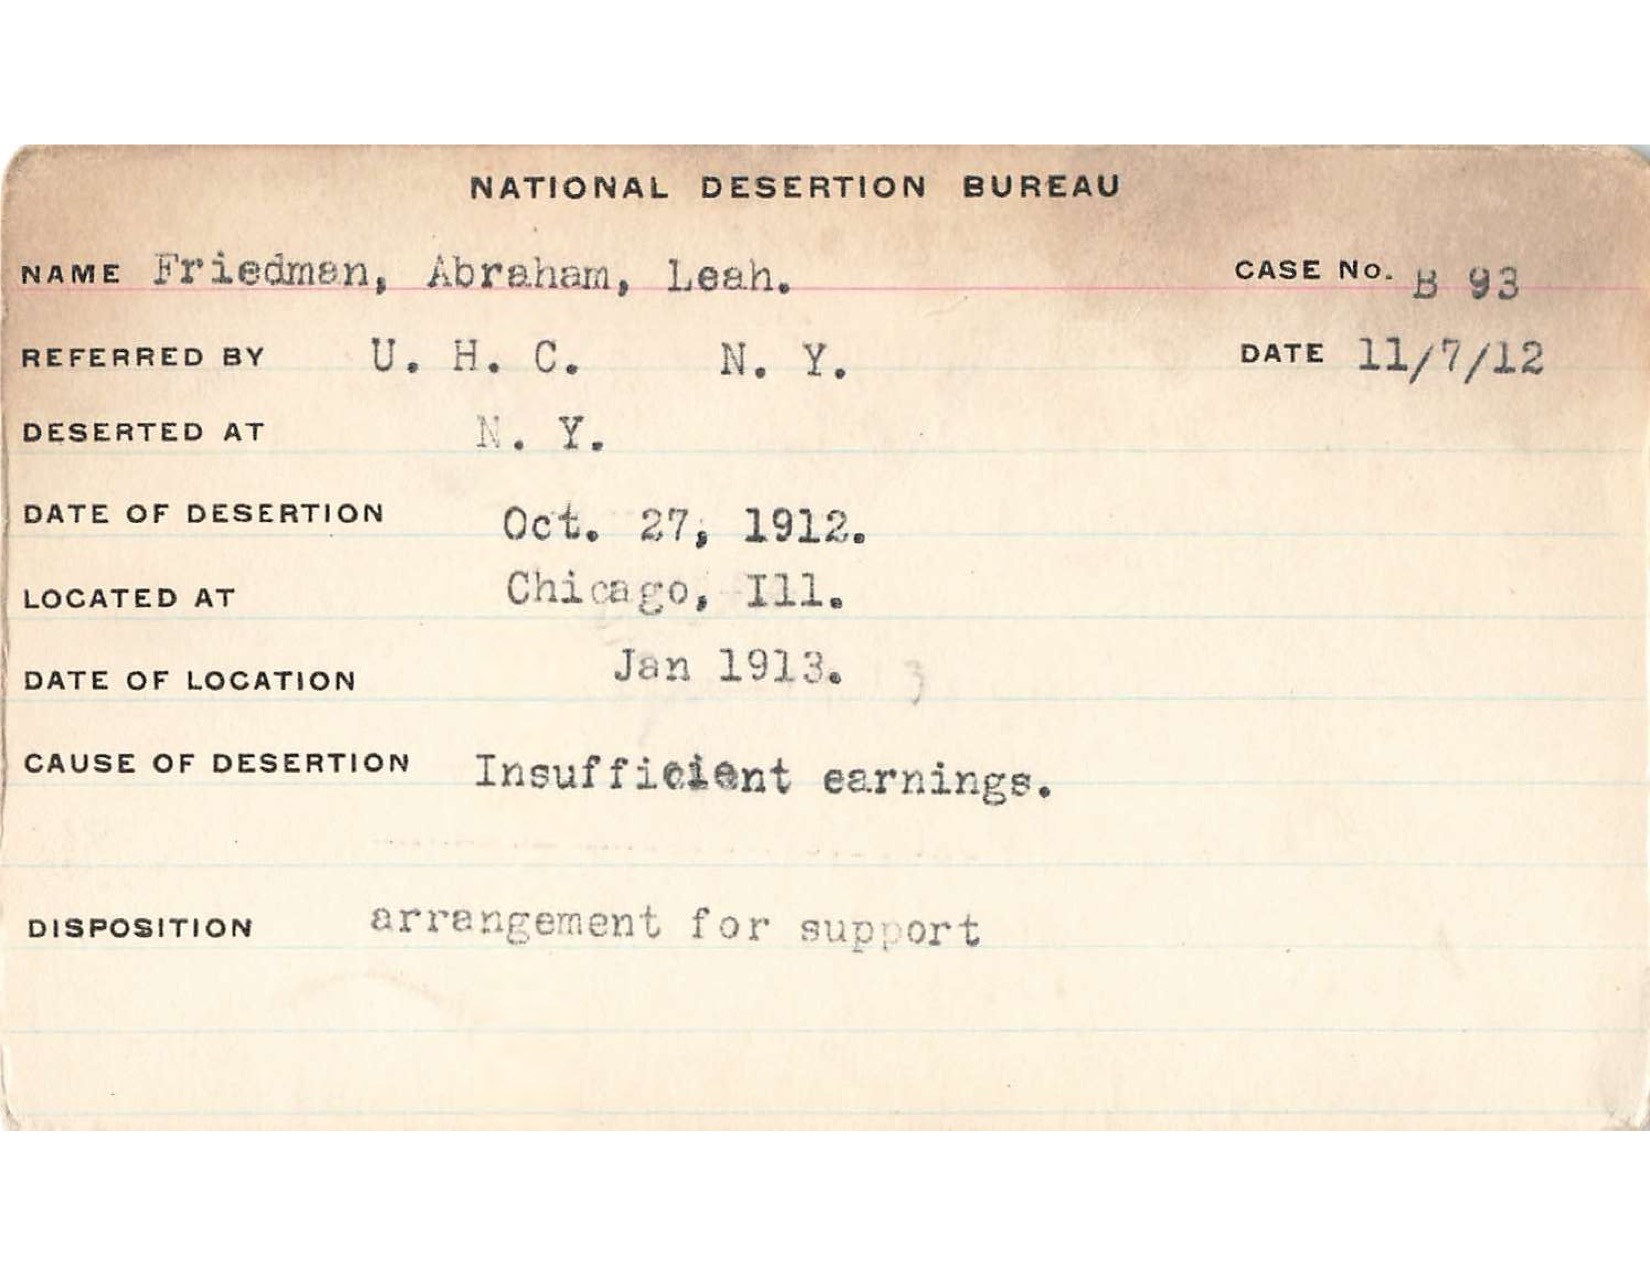 NATIONAL DESERTION BUREAU
NAME Friedman, Abraham, Leah. CASE No. B 93
REFERRED BY U. H. C. N. Y. DATE 11/7/12
DESERTED AT N. Y.
DATE OF DESERTION Oct. 27, 1912.
LOCATED AT Chicago, Ill.
DATE OF LOCATION Jan 1913. 3
CAUSE OF DESERTION Insufficient earnings.
DISPOSITION arrangement for support